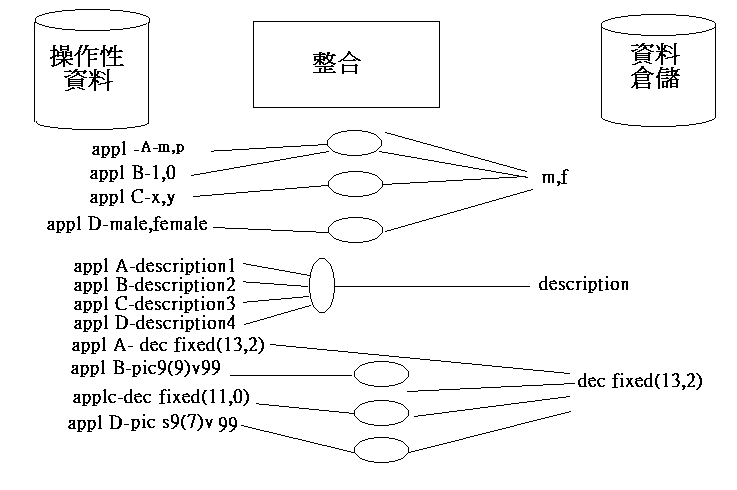 操作性
資料
整合
資料
倉儲
appl -A-m,p
appl B-1,0
appl C-x,y
appl D-male,female
m,f
appl A-description1
appl B-description2
appl C-description3
appl D-description4
description
appl A- dec fixed(13,2)
appl B-pic9(9)v99
applc-dec fixed(11,0)
appl D-pic s9(7)v 99
dec fixed(13,2)